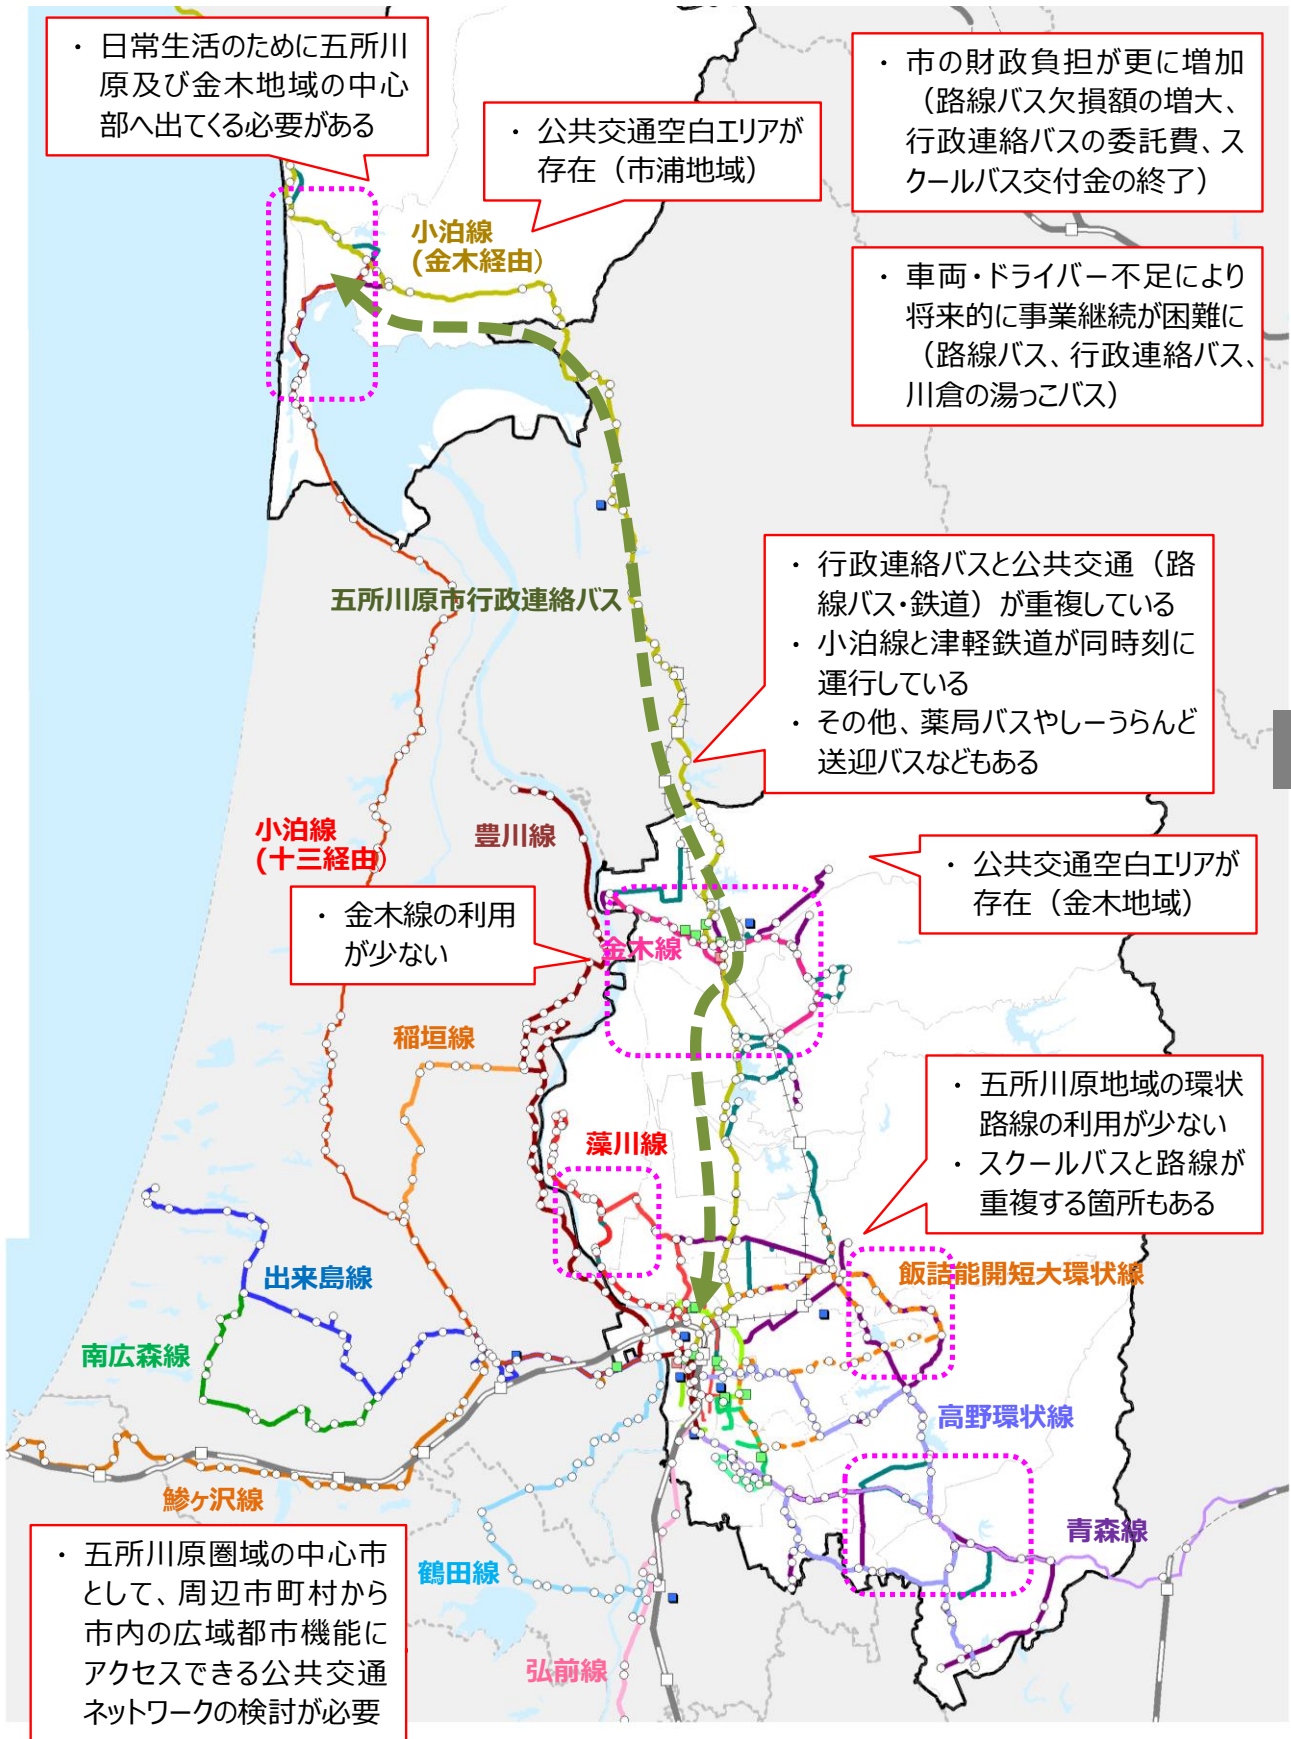 ・ 日常生活のために五所川
原及び金木地域の中心
部へ出てくる必要がある
・ 公共交通空白エリアが
存在（市浦地域）
・ 市の財政負担が更に増加
（路線バス欠損額の増大、
行政連絡バスの委託費、ス
クールバス交付金の終了）
小泊線
(金木経由)
・ 車両・ドライバー不足により
将来的に事業継続が困難に
（路線バス、行政連絡バス、
川倉の湯っこバス）
五所川原市行政連絡バス
・ 行政連絡バスと公共交通（路
線バス・鉄道）が重複している
・ 小泊線と津軽鉄道が同時刻に
運行している
・ その他、薬局バスやしーうらんど
送迎バスなどもある
小泊線
(十三経由)
豊川線
・ 公共交通空白エリアが
存在（金木地域）
・ 金木線の利用
が少ない
金木線
稲垣線
・ 五所川原地域の環状
路線の利用が少ない
・ スクールバスと路線が
重複する箇所もある
藻川線
出来島線
飯詰能開短大環状線
南広森線
高野環状線
鯵ヶ沢線
青森線
・ 五所川原圏域の中心市
として、周辺市町村から
市内の広域都市機能に
アクセスできる公共交通
ネットワークの検討が必要
鶴田線
弘前線